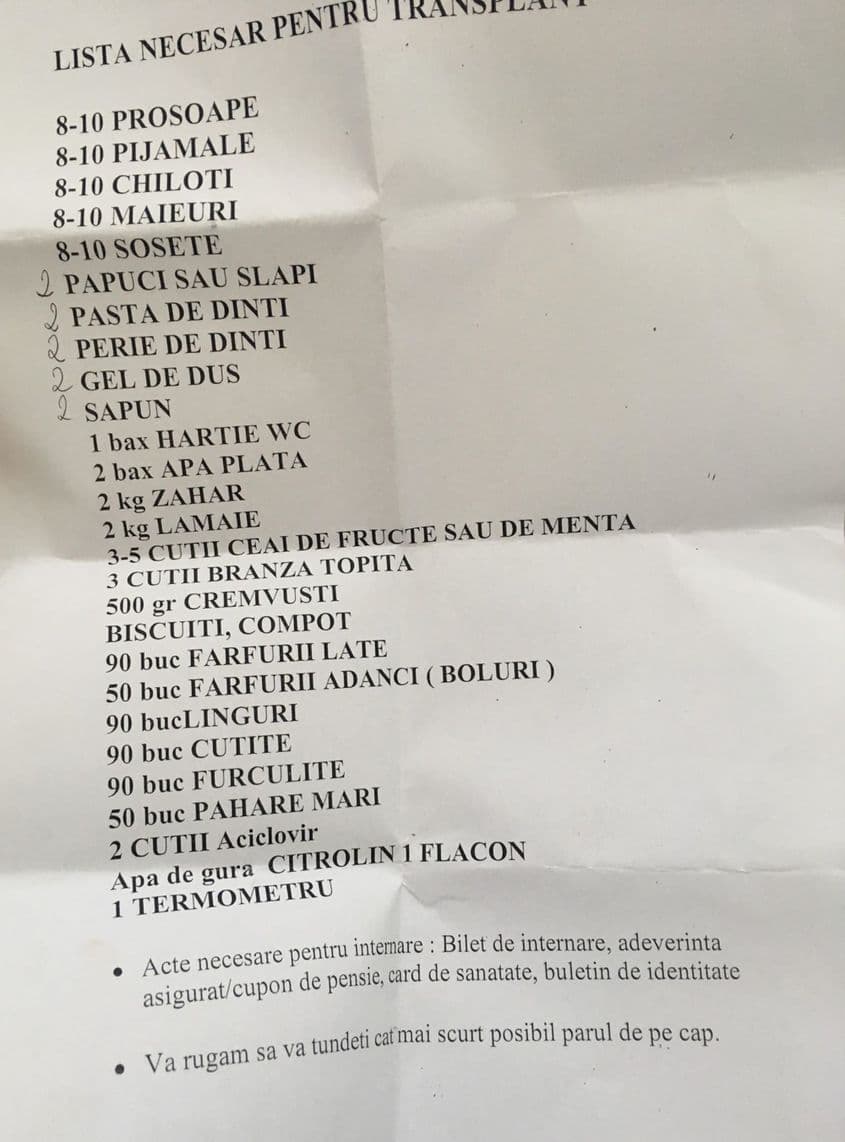 LISTA NECESAR PENTRU TRANSPLANT
8-10 PROSOAPE
8-10 PIJAMALE
8-10 CHILOTI
8-10 MAIEURI
8-10 SOSETE
2 PAPUCI SAU SLAPI
2 PASTA DE DINTI
2 PERIE DE DINTI
2 GEL DE DUS
2 SAPUN
1 bax HARTIE WC
2 bax APA PLATA
2 kg ZAHAR
2 kg LAMAIE
3-5 CUTII CEAI DE FRUCTE SAU DE MENTA
3 CUTII BRANZA TOPITA
500 gr CREMVUSTI
BISCUITI, COMPOT
90 buc FARFURII LATE
50 buc FARFURII ADANCI ( BOLURI )
90 bucLINGURI
90 buc CUTITE
90 buc FURCULITE
50 buc PAHARE MARI
2 CUTII Aciclovir
Apa de gura CITROLIN 1 FLACON
1 TERMOMETRU
• Acte necesare pentru internare : Bilet de internare, adeverinta
asigurat/cupon de pensie, card de sanatate, buletin de identitate
• Va rugam sa va tundeti cat mai scurt posibil parul de pe cap.